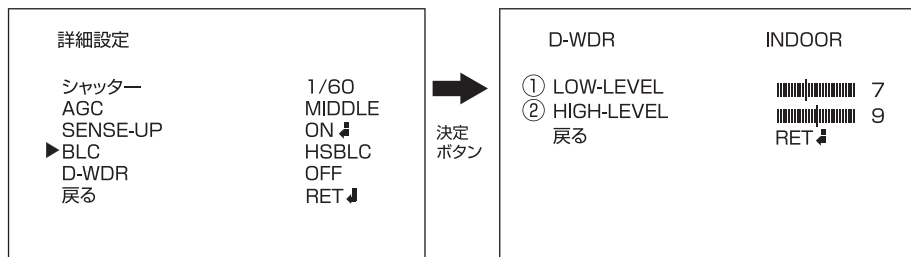 詳細設定
シャッター 1/60
AGC MIDDLE
SENSE-UP ON
▶BLC HSBLC
D-WDR OFF
戻る RET
決定
ボタン
D-WDR INDOOR
① LOW-LEVEL 7
② HIGH-LEVEL 9
戻る RET